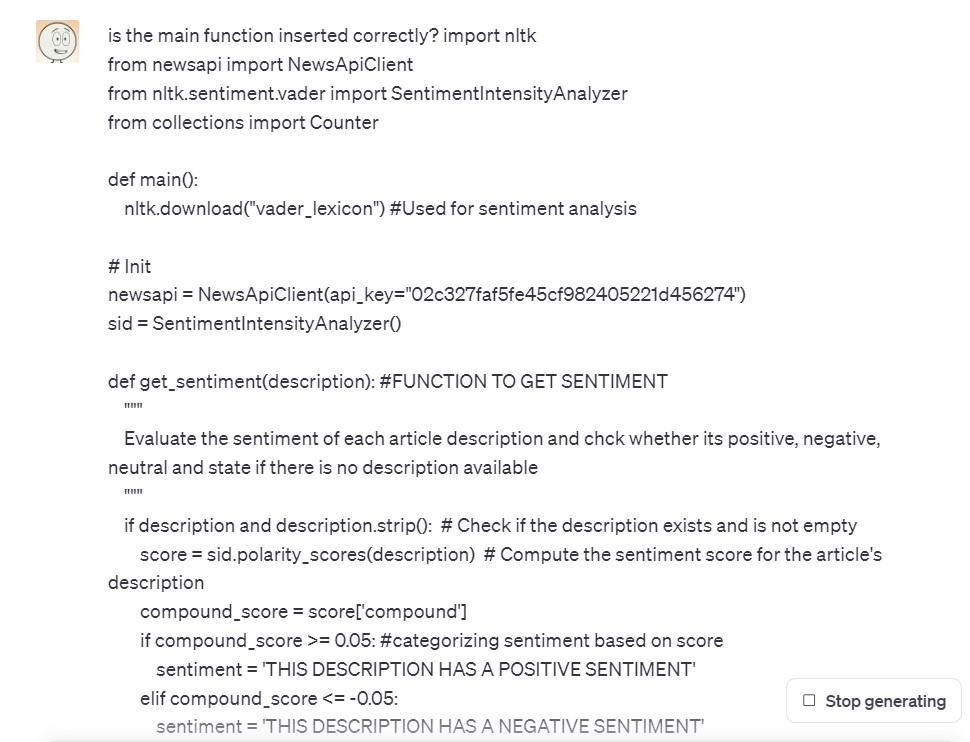 is the main function inserted correctly? import nltk
from newsapi import NewsApiClient
from nltk.sentiment.vader import SentimentIntensityAnalyzer
from collections import Counter
def main():
nltk.download("vader_lexicon") #Used for sentiment analysis
# Init
newsapi = NewsApiClient(api_key="02c327faf5fe45cf982405221d456274")
sid = SentimentIntensityAnalyzer()
def get_sentiment(description): #FUNCTION TO GET SENTIMENT
"""
Evaluate the sentiment of each article description and chck whether its positive, negative,
neutral and state if there is no description available
"""
if description and description.strip():  # Check if the description exists and is not empty
score = sid.polarity_scores(description)  # Compute the sentiment score for the article's
description
compound_score = score['compound']
if compound_score >= 0.05: #categorizing sentiment based on score
sentiment = 'THIS DESCRIPTION HAS A POSITIVE SENTIMENT'
elif compound_score <= -0.05:
sentiment = 'THIS DESCRIPTION HAS A NEGATIVE SENTIMENT'
Stop generating